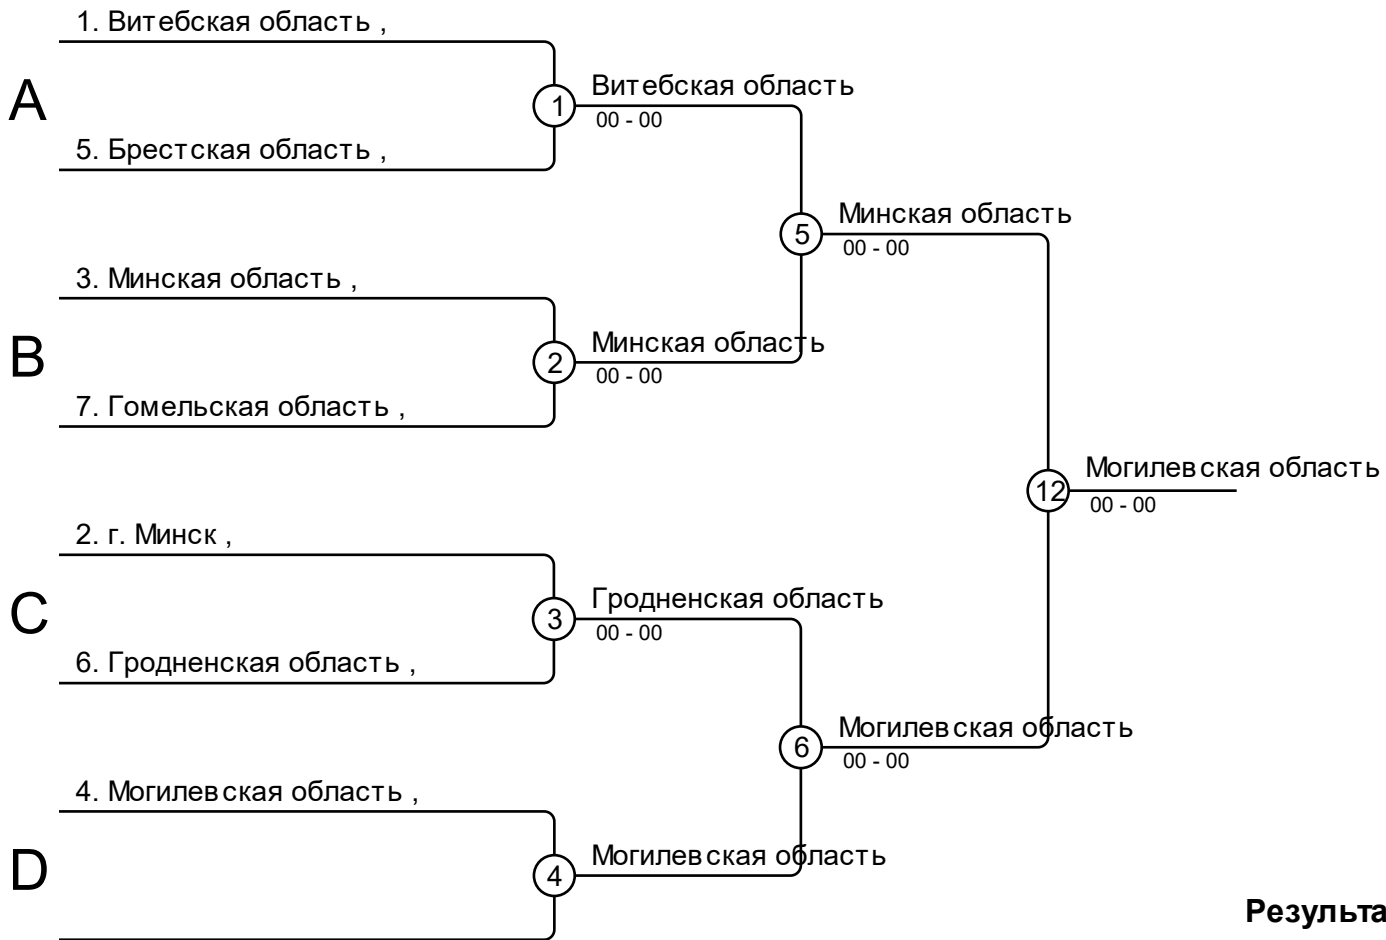 1. Витебская область ,
A
1
Витебская область
00 - 00
5. Брестская область ,
5
Минская область
00 - 00
3. Минская область ,
B
2
Минская область
00 - 00
7. Гомельская область ,
12
Могилевская область
00 - 00
2. г. Минск ,
C
3
Гродненская область
00 - 00
6. Гродненская область ,
6
Могилевская область
00 - 00
4. Могилевская область ,
D
4
Могилевская область
Результа